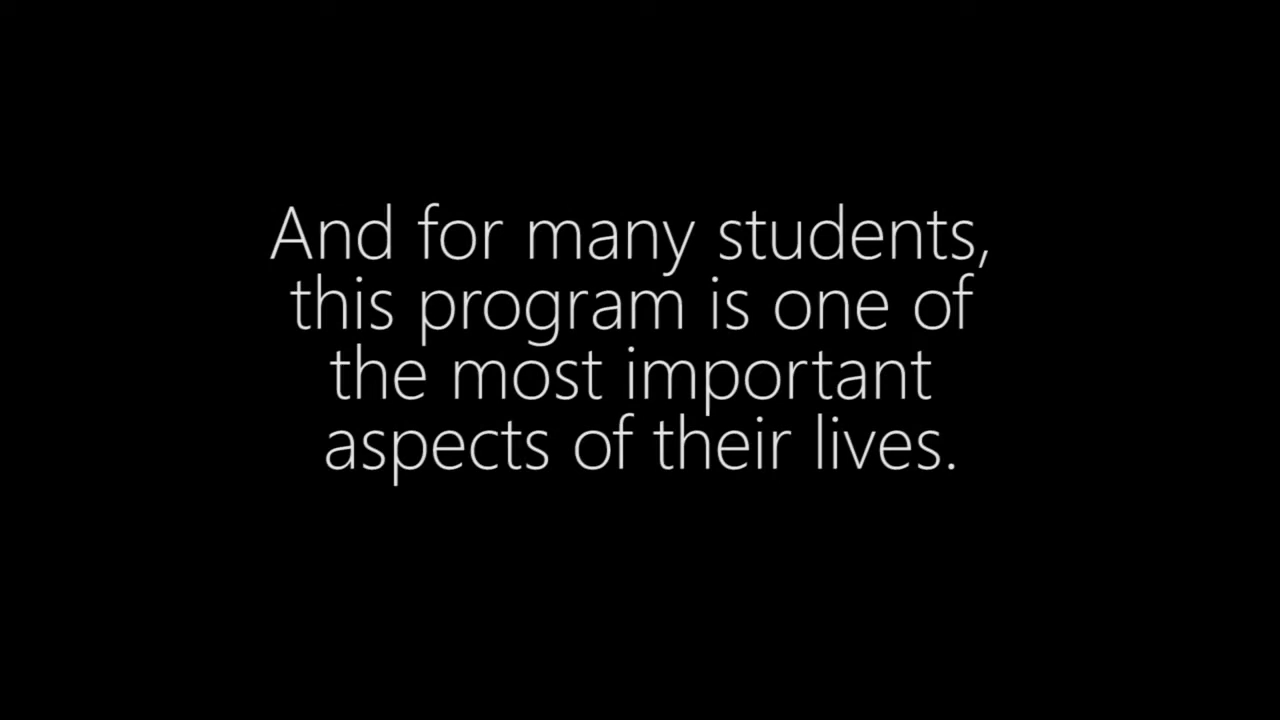 And for many students,
this program is one of
the most important
aspects of their lives.